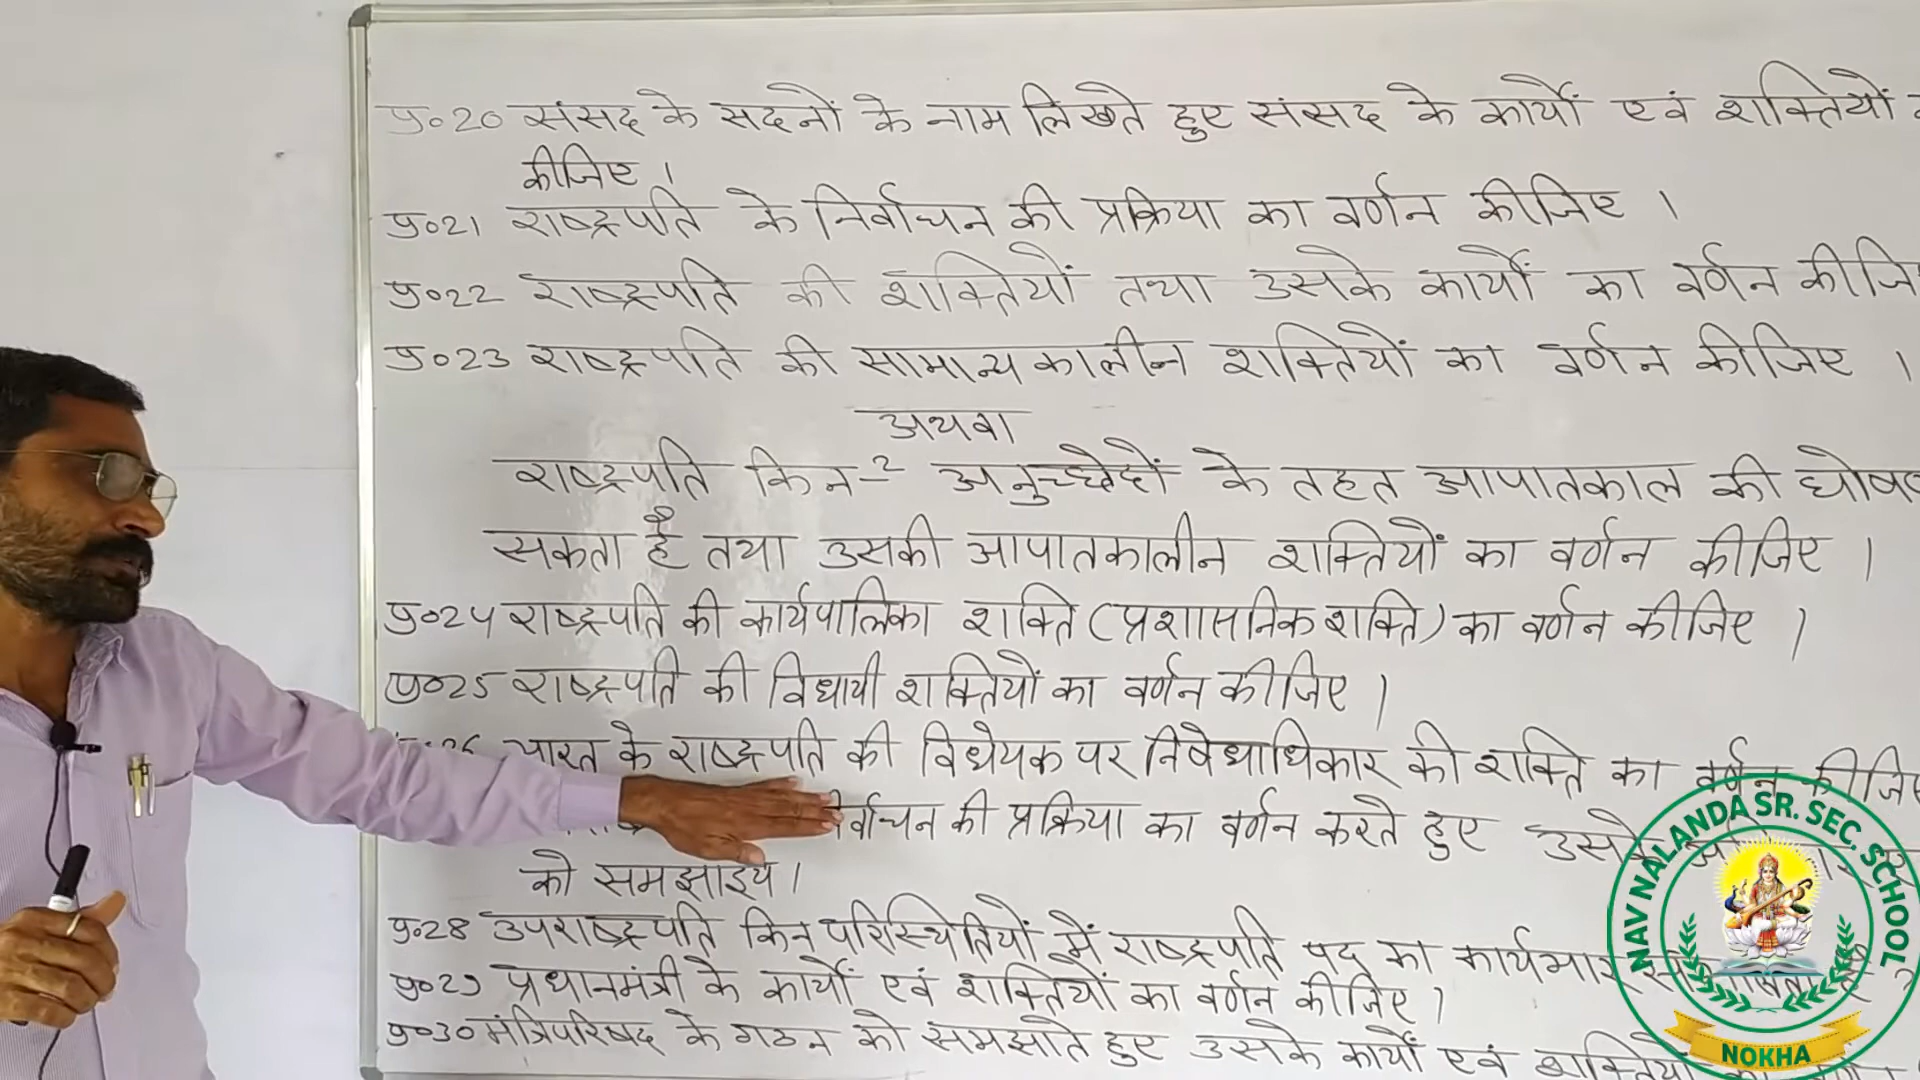 प्र०20 संसद के सदनों के नाम लिखते हुए संसद के कार्यों एवं शक्तियों
कीजिए ।
प्र०21 राष्ट्रपति के निर्वाचन की प्रक्रिया का वर्णन कीजिए ।
प्र०22 राष्ट्रपति की शक्तियों तथा उसके कार्यों का वर्णन कीजि
प्र०23 राष्ट्रपति की सामान्यकालीन शक्तियों का वर्णन कीजिए ।
अथवा
राष्ट्रपति किन-2 अनुच्छेदों के तहत आपातकाल की घोष
सकता है तथा उसकी आपातकालीन शक्तियों का वर्णन कीजिए ।
प्र०24 राष्ट्रपति की कार्यपालिका शक्ति (प्रशासनिक शक्ति) का वर्णन कीजिए ।
प्र०25 राष्ट्रपति की विधायी शक्तियों का वर्णन कीजिए ।
भारत के राष्ट्रपति की विधेयक पर निषेधाधिकार की शक्ति का वर्णन कीजि
र्वाचन की प्रक्रिया का वर्णन करते हुए
को समझाइये ।
प्र०28 उपराष्ट्रपति किन परिस्थितियों में राष्ट्रपति पद का कार्यभार
प्र०29 प्रधानमंत्री के कार्यों एवं शक्तियों का वर्णन कीजिए ।
प्र०30 मंत्रिपरिषद के गठन को समझाते हुए उसके कार्यों एवं
NAV NALANDA SR. SEC. SCHOOL
NOKHA